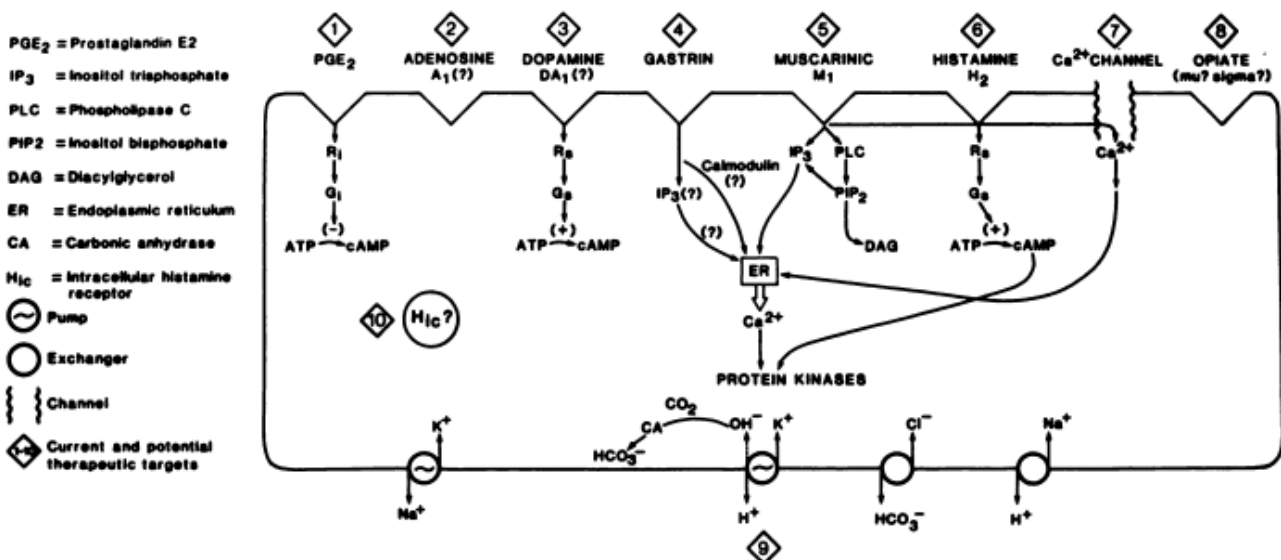 PGE2 = Prostaglandin E2
IP3 = Inositol trisphosphate
PLC = Phospholipase C
PIP2 = Inositol bisphosphate
DAG = Diacylglycerol
ER = Endoplasmic reticulum
CA = Carbonic anhydrase
HIC = Intracellular histamine
receptor
Pump
Exchanger
Channel
1-10 Current and potential
therapeutic targets
1 2 3 4 5 6 7 8
PGE2 ADENOSINE DOPAMINE GASTRIN MUSCARINIC HISTAMINE Ca2+ CHANNEL OPIATE
A1(?) DA1(?) M1 H2 (mu? sigma?)
Ri Rs Calmodulin IP3 PLC Rs Ca2+
(?)
Gi Gs IP3(?) PIP2 Gs
(-) (+) (?) (+)
ATP cAMP ATP cAMP DAG ATP cAMP
ER
10 HIC? Ca2+
PROTEIN KINASES
CO2
K+ CA OH- K+ Cl- Na+
HCO3-
Na+ H+ HCO3- H+
9